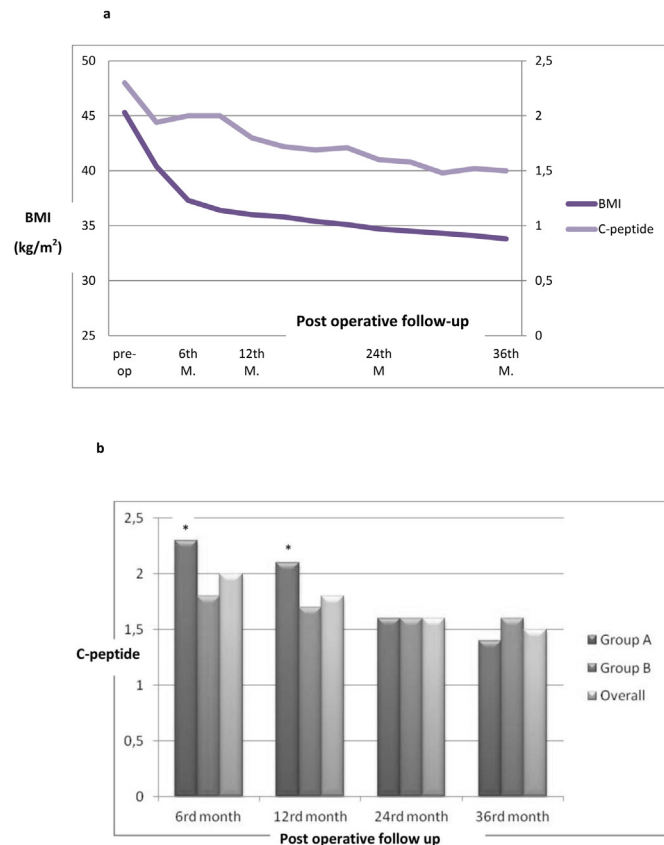 a
50
45
40
35
30
25
BMI
(kg/m²)
2,5
2
1,5
1
0,5
0
BMI
C-peptide
Post operative follow-up
pre-op
6th M.
12th M.
24th M
36th M.
b
2,5
2
1,5
1
0,5
0
C-peptide
*
*
Group A
Group B
Overall
6rd month
12rd month
24rd month
36rd month
Post operative follow up